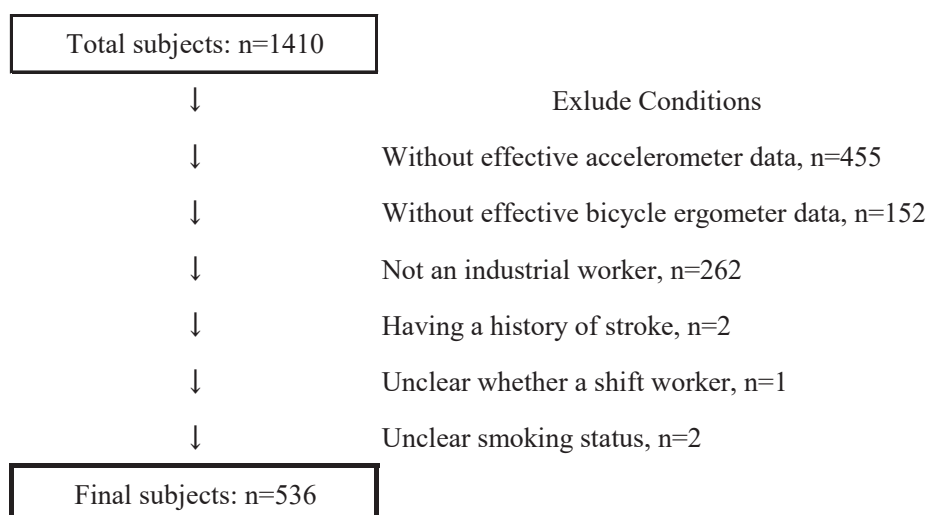 Total subjects: n=1410
↓ Exlude Conditions
↓ Without effective accelerometer data, n=455
↓ Without effective bicycle ergometer data, n=152
↓ Not an industrial worker, n=262
↓ Having a history of stroke, n=2
↓ Unclear whether a shift worker, n=1
↓ Unclear smoking status, n=2
Final subjects: n=536